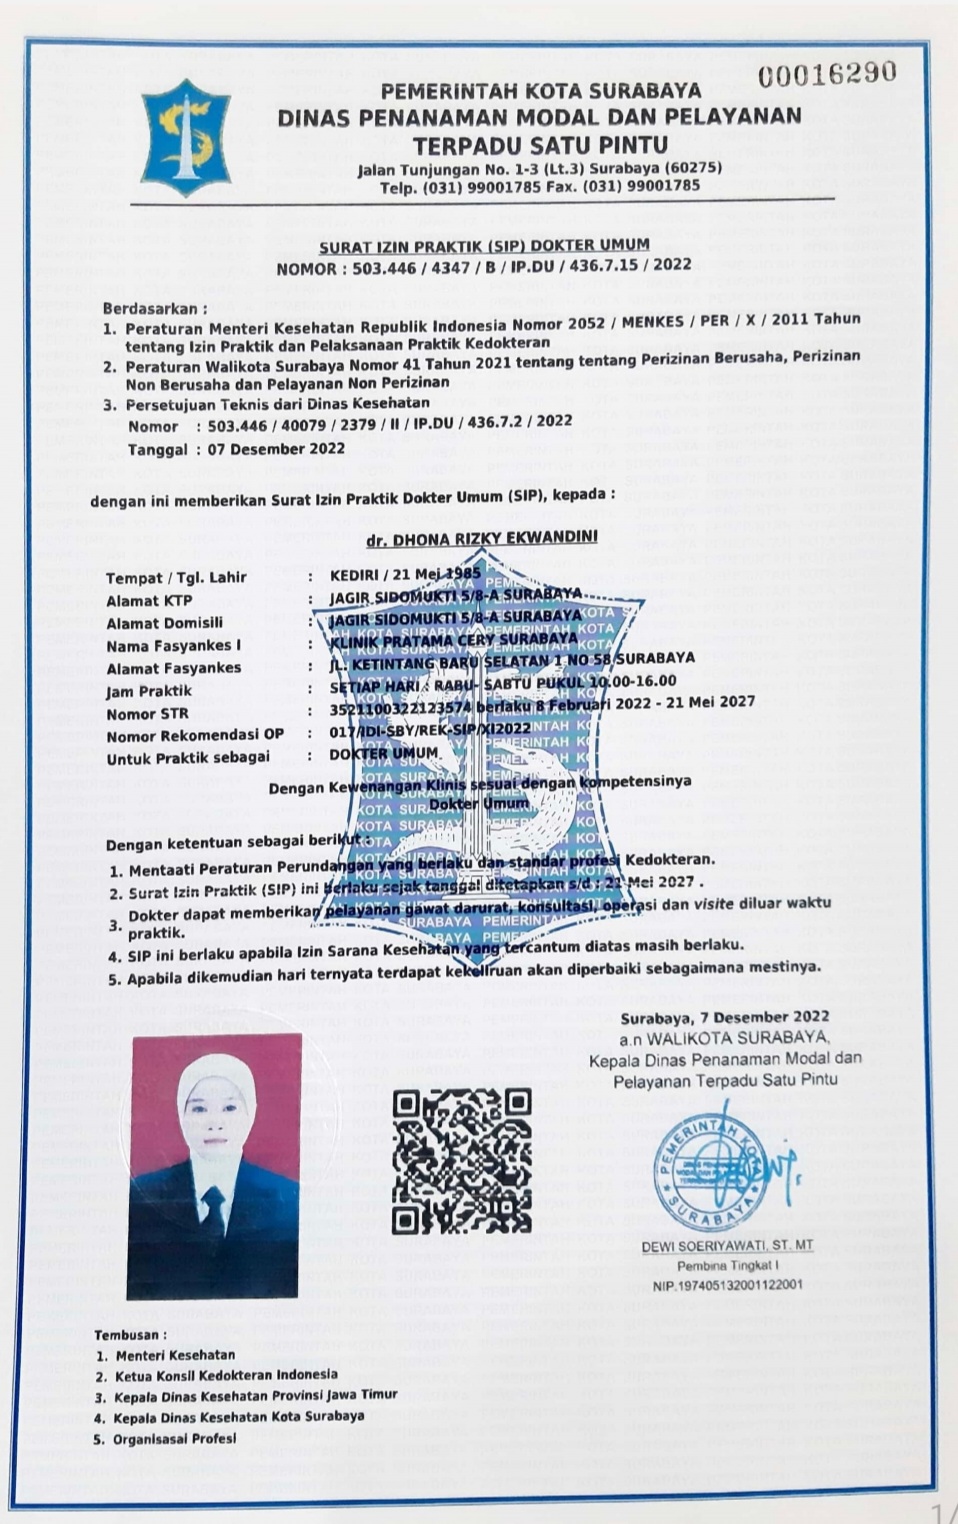 00016290
PEMERINTAH KOTA SURABAYA
DINAS PENANAMAN MODAL DAN PELAYANAN
TERPADU SATU PINTU
Jalan Tunjungan No. 1-3 (Lt.3) Surabaya (60275)
Telp. (031) 99001785 Fax. (031) 99001785
SURAT IZIN PRAKTIK (SIP) DOKTER UMUM
NOMOR : 503.446 / 4347 / B / IP.DU / 436.7.15 / 2022
Berdasarkan :
1. Peraturan Menteri Kesehatan Republik Indonesia Nomor 2052 / MENKES / PER / X / 2011 Tahun
tentang Izin Praktik dan Pelaksanaan Praktik Kedokteran
2. Peraturan Walikota Surabaya Nomor 41 Tahun 2021 tentang tentang Perizinan Berusaha, Perizinan
Non Berusaha dan Pelayanan Non Perizinan
3. Persetujuan Teknis dari Dinas Kesehatan
Nomor : 503.446 / 40079 / 2379 / II / IP.DU / 436.7.2 / 2022
Tanggal : 07 Desember 2022
dengan ini memberikan Surat Izin Praktik Dokter Umum (SIP), kepada :
dr. DHONA RIZKY EKWANDINI
Tempat / Tgl. Lahir : KEDIRI / 21 Mei 1985
Alamat KTP : JAGIR SIDOMUKTI 5/8-A SURABAYA
Alamat Domisili : JAGIR SIDOMUKTI 5/8-A SURABAYA
Nama Fasyankes I : KLINIK PRATAMA CERY SURABAYA
Alamat Fasyankes : JL. KETINTANG BARU SELATAN 1 NO 58 SURABAYA
Jam Praktik : SETIAP HARI : RABU- SABTU PUKUL 10.00-16.00
Nomor STR : 3521100322123574 berlaku 8 Februari 2022 - 21 Mei 2027
Nomor Rekomendasi OP : 017/IDI-SBY/REK-SIP/XI2022
Untuk Praktik sebagai : DOKTER UMUM
Dengan Kewenangan Klinis sesuai dengan kompetensinya
Dokter Umum
Dengan ketentuan sebagai berikut :
1. Mentaati Peraturan Perundangan yang berlaku dan standar profesi Kedokteran.
2. Surat Izin Praktik (SIP) ini berlaku sejak tanggal ditetapkan s/d : 21 Mei 2027 .
3. Dokter dapat memberikan pelayanan gawat darurat, konsultasi, operasi dan visite diluar waktu
praktik.
4. SIP ini berlaku apabila Izin Sarana Kesehatan yang tercantum diatas masih berlaku.
5. Apabila dikemudian hari ternyata terdapat kekeliruan akan diperbaiki sebagaimana mestinya.
Surabaya, 7 Desember 2022
a.n WALIKOTA SURABAYA,
Kepala Dinas Penanaman Modal dan
Pelayanan Terpadu Satu Pintu
PEMERINTAH KOTA
SURABAYA
DEWI SOERIYAWATI, ST. MT
Pembina Tingkat I
NIP.197405132001122001
Tembusan :
1. Menteri Kesehatan
2. Ketua Konsil Kedokteran Indonesia
3. Kepala Dinas Kesehatan Provinsi Jawa Timur
4. Kepala Dinas Kesehatan Kota Surabaya
5. Organisasai Profesi